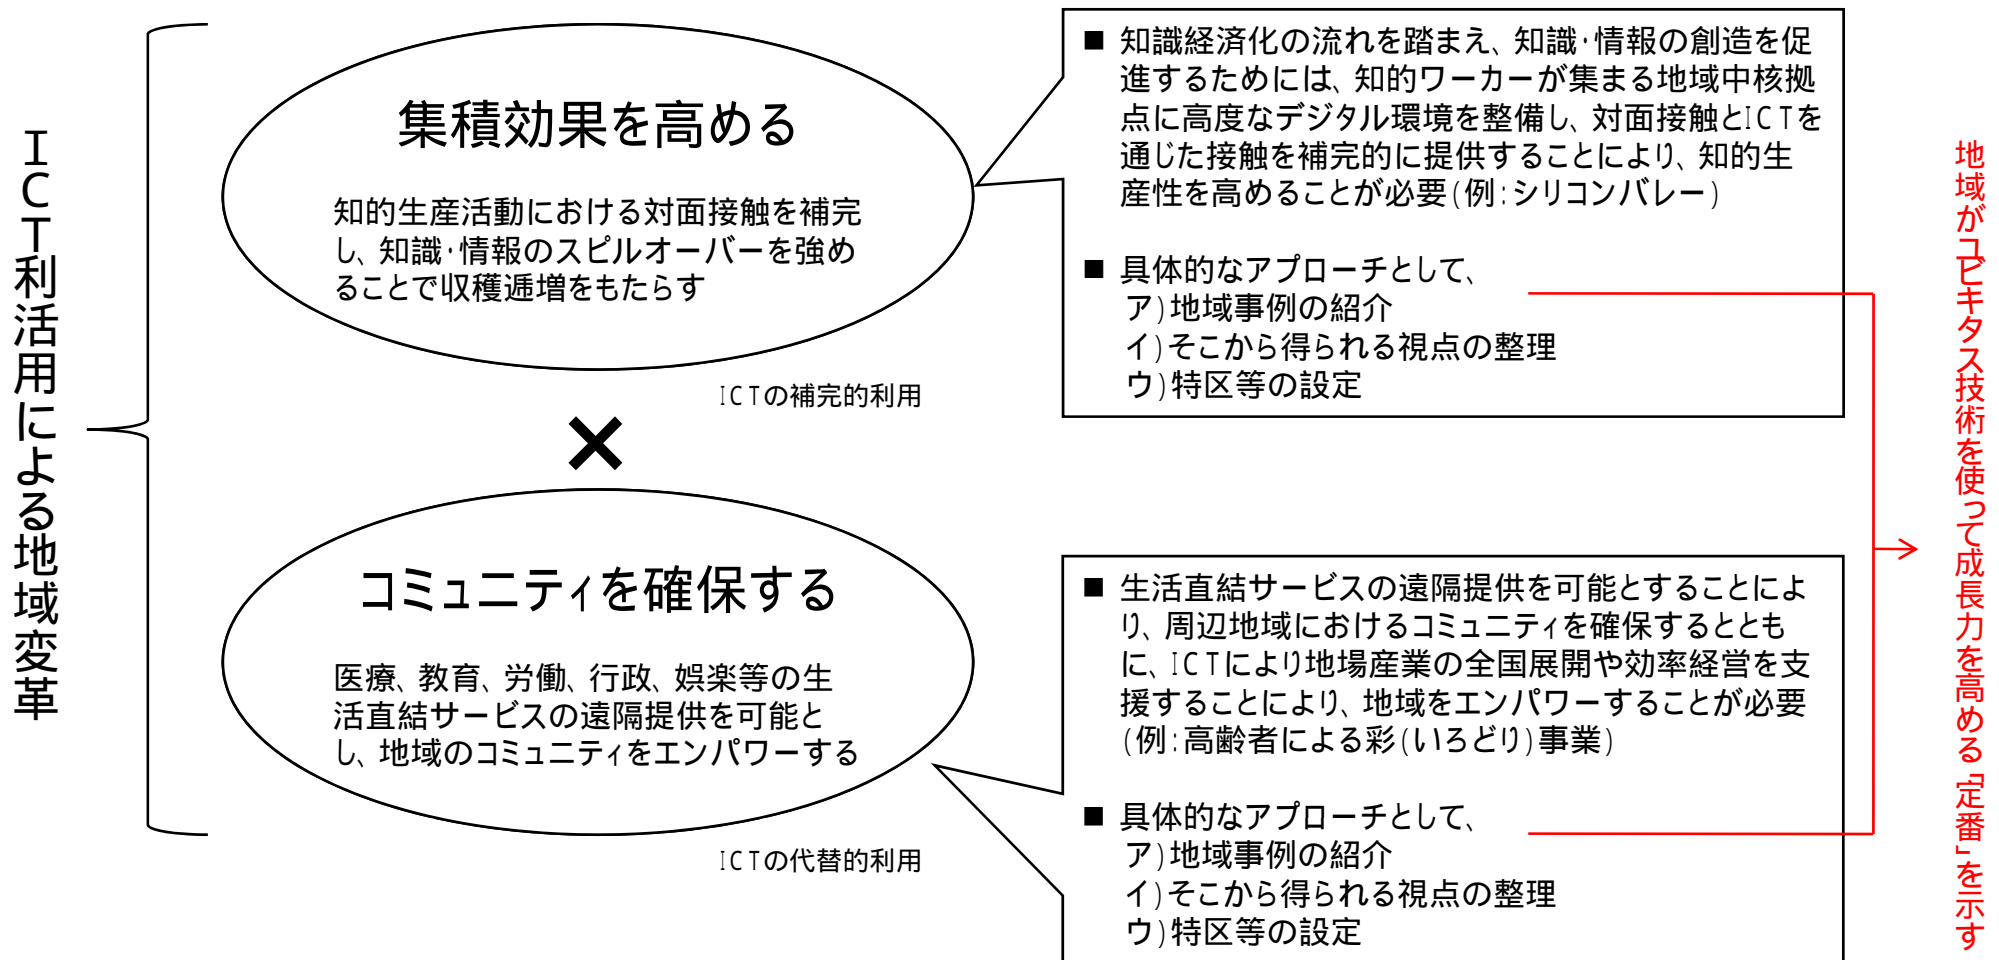 ICT利活用による地域変革
集積効果を高める
知的生産活動における対面接触を補完
し、知識・情報のスピルオーバーを強め
ることで収穫逓増をもたらす
ICTの補完的利用
×
コミュニティを確保する
医療、教育、労働、行政、娯楽等の生
活直結サービスの遠隔提供を可能と
し、地域のコミュニティをエンパワーする
ICTの代替的利用
■ 知識経済化の流れを踏まえ、知識・情報の創造を促
進するためには、知的ワーカーが集まる地域中核拠
点に高度なデジタル環境を整備し、対面接触とICTを
通じた接触を補完的に提供することにより、知的生
産性を高めることが必要(例:シリコンバレー)
■ 具体的なアプローチとして、
ア)地域事例の紹介
イ)そこから得られる視点の整理
ウ)特区等の設定
■ 生活直結サービスの遠隔提供を可能とすることによ
り、周辺地域におけるコミュニティを確保するととも
に、ICTにより地場産業の全国展開や効率経営を支
援することにより、地域をエンパワーすることが必要
(例:高齢者による彩(いろどり)事業)
■ 具体的なアプローチとして、
ア)地域事例の紹介
イ)そこから得られる視点の整理
ウ)特区等の設定
地域がユビキタス技術を使って成長力を高める「定番」を示す